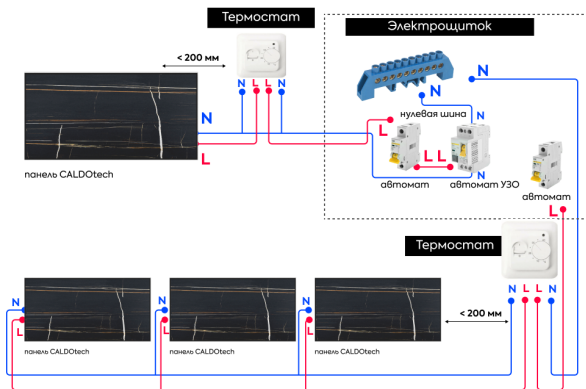 Термостат
Электрощиток
< 200 мм
N L L N
N
N
нулевая шина
N
N
L
L
L L
N
автомат
автомат УЗО
автомат
панель CALDOtech
L
Термостат
N
N
N
N L L N
< 200 мм
L
L
L
панель CALDOtech
панель CALDOtech
панель CALDOtech